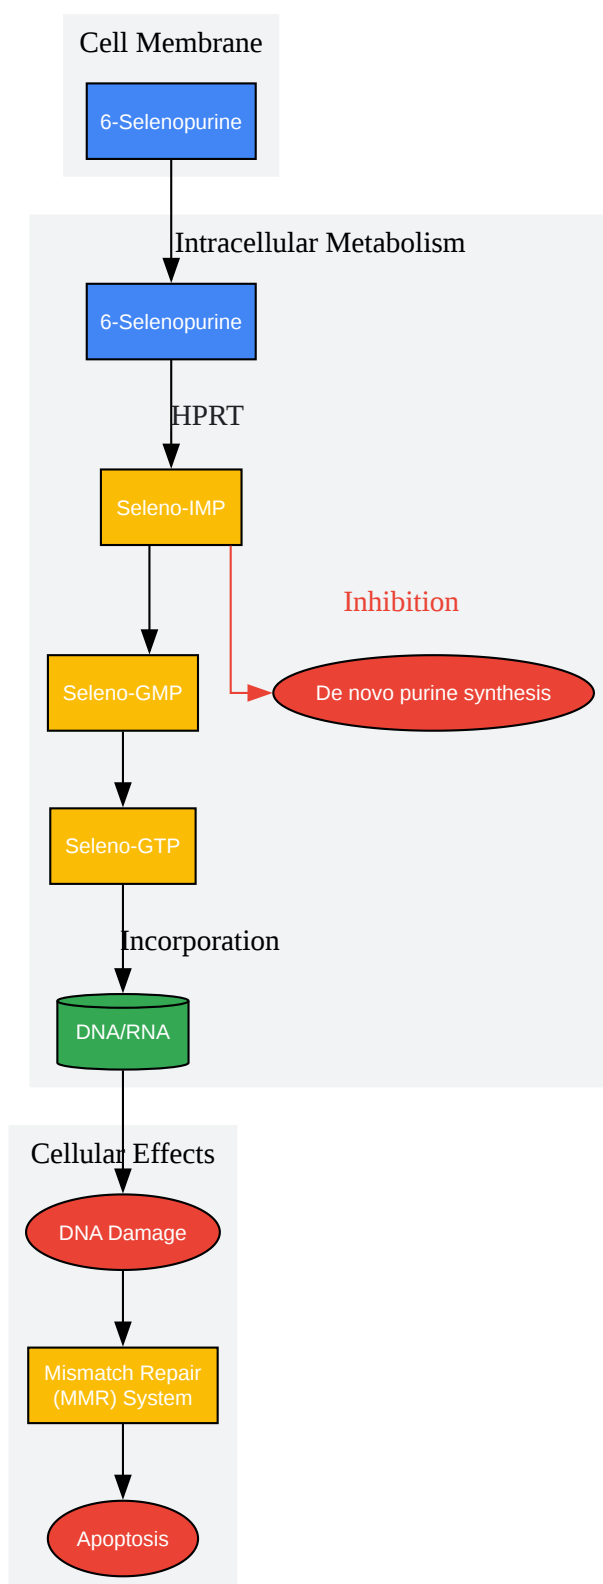 Cell Membrane
6-Selenopurine
Intracellular Metabolism
6-Selenopurine
HPRT
Seleno-IMP
Inhibition
Seleno-GMP
De novo purine synthesis
Seleno-GTP
Incorporation
DNA/RNA
Cellular Effects
DNA Damage
Mismatch Repair
(MMR) System
Apoptosis